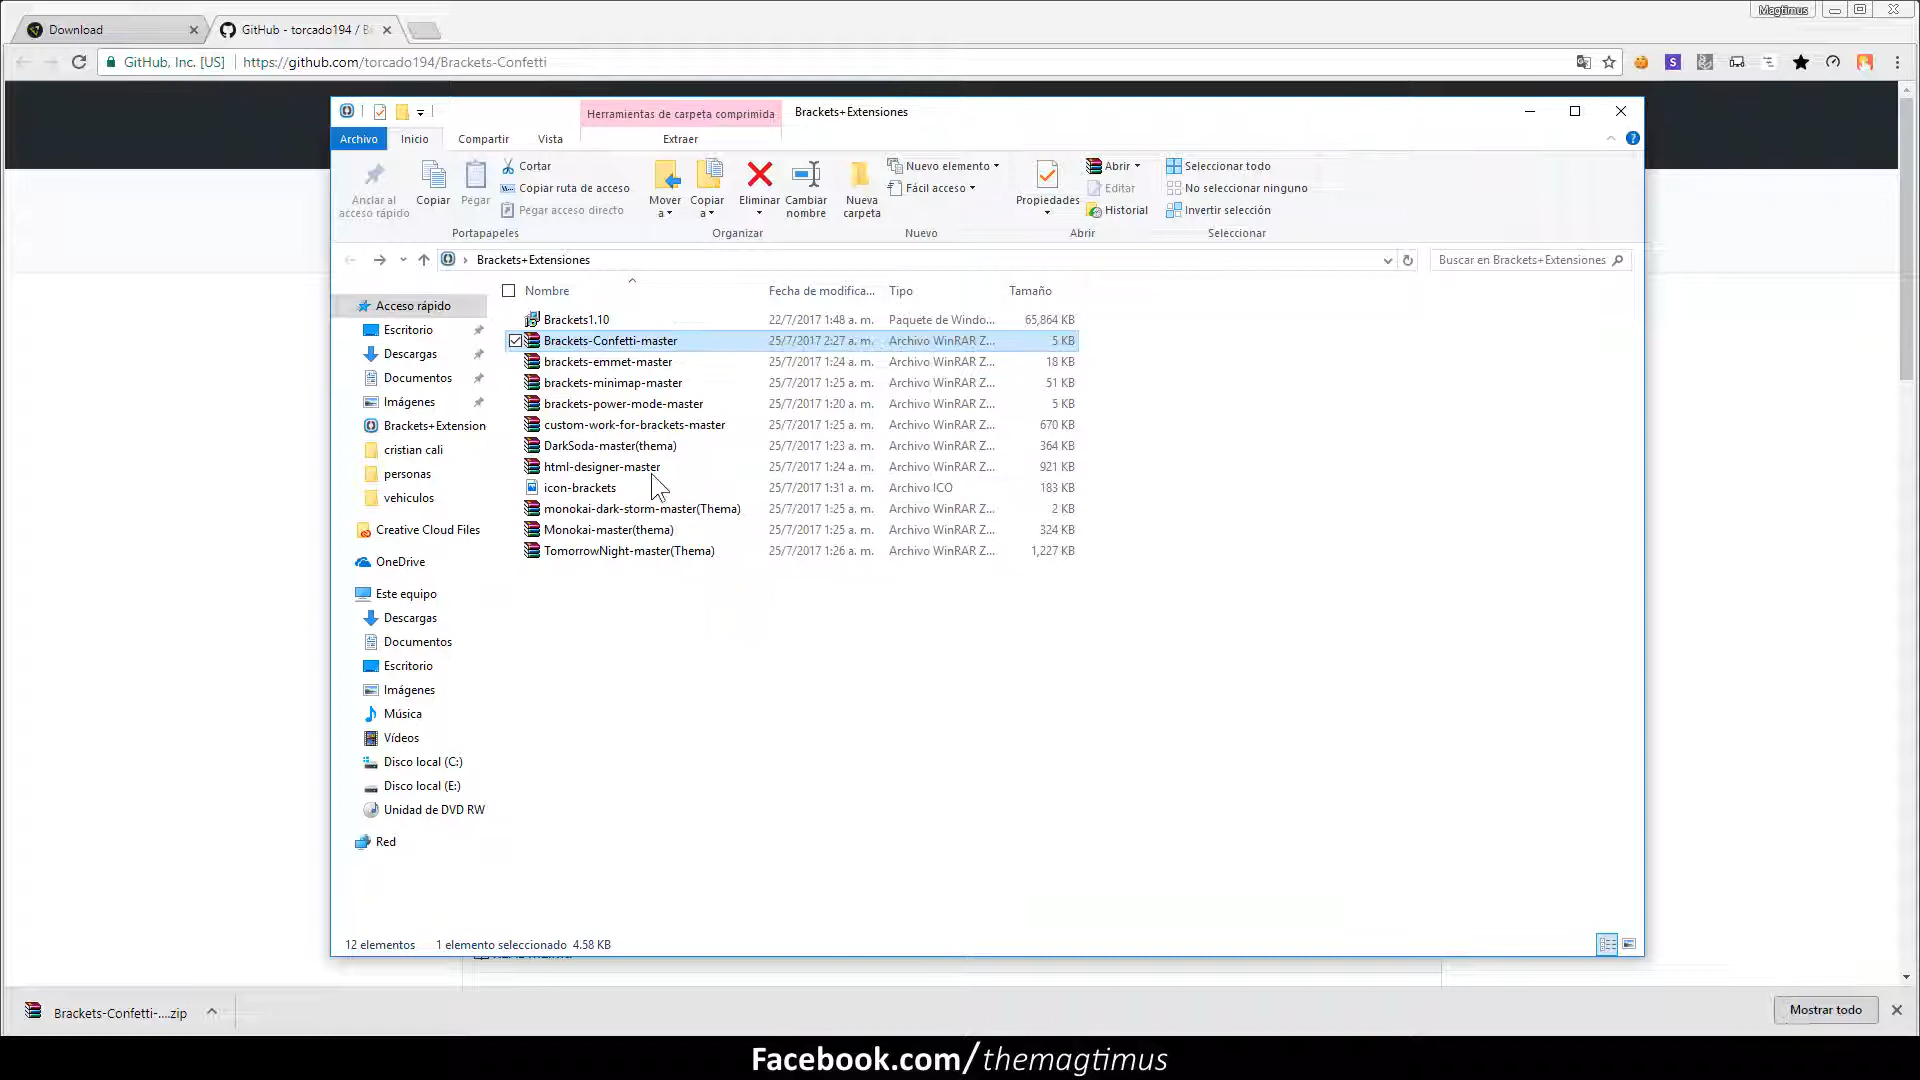 Magtimus
Download
GitHub - torcado194 / B
GitHub, Inc. [US] https://github.com/torcado194/Brackets-Confetti
Herramientas de carpeta comprimida Brackets+Extensiones
Archivo Inicio Compartir Vista Extraer
Anclar al acceso rápido
Copiar
Pegar
Cortar
Copiar ruta de acceso
Pegar acceso directo
Portapapeles
Mover a
Copiar a
Eliminar
Cambiar nombre
Organizar
Nueva carpeta
Nuevo elemento
Fácil acceso
Nuevo
Propiedades
Abrir
Editar
Historial
Abrir
Seleccionar todo
No seleccionar ninguno
Invertir selección
Seleccionar
Brackets+Extensiones
Buscar en Brackets+Extensiones
Nombre Fecha de modifica... Tipo Tamaño
Brackets1.10 22/7/2017 1:48 a. m. Paquete de Windo... 65,864 KB
Brackets-Confetti-master 25/7/2017 2:27 a. m. Archivo WinRAR Z... 5 KB
brackets-emmet-master 25/7/2017 1:24 a. m. Archivo WinRAR Z... 18 KB
brackets-minimap-master 25/7/2017 1:25 a. m. Archivo WinRAR Z... 51 KB
brackets-power-mode-master 25/7/2017 1:20 a. m. Archivo WinRAR Z... 5 KB
custom-work-for-brackets-master 25/7/2017 1:25 a. m. Archivo WinRAR Z... 670 KB
DarkSoda-master(thema) 25/7/2017 1:23 a. m. Archivo WinRAR Z... 364 KB
html-designer-master 25/7/2017 1:24 a. m. Archivo WinRAR Z... 921 KB
icon-brackets 25/7/2017 1:31 a. m. Archivo ICO 183 KB
monokai-dark-storm-master(Thema) 25/7/2017 1:25 a. m. Archivo WinRAR Z... 2 KB
Monokai-master(thema) 25/7/2017 1:25 a. m. Archivo WinRAR Z... 324 KB
TomorrowNight-master(Thema) 25/7/2017 1:26 a. m. Archivo WinRAR Z... 1,227 KB
Acceso rápido
Escritorio
Descargas
Documentos
Imágenes
Brackets+Extension
cristian cali
personas
vehiculos
Creative Cloud Files
OneDrive
Este equipo
Descargas
Documentos
Escritorio
Imágenes
Música
Vídeos
Disco local (C:)
Disco local (E:)
Unidad de DVD RW
Red
12 elementos 1 elemento seleccionado 4.58 KB
Brackets-Confetti-....zip
Mostrar todo
Facebook.com/themagtimus